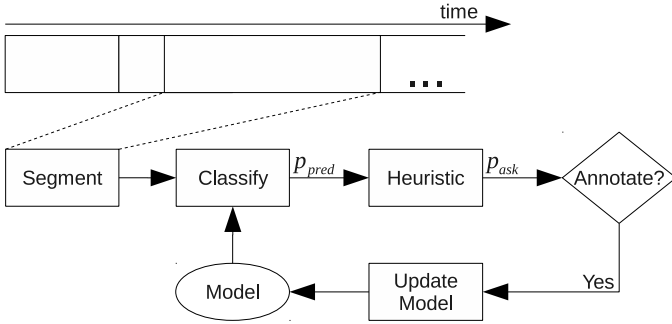 time
...
Segment
Classify
p_pred
Heuristic
p_ask
Annotate?
Yes
Update
Model
Model